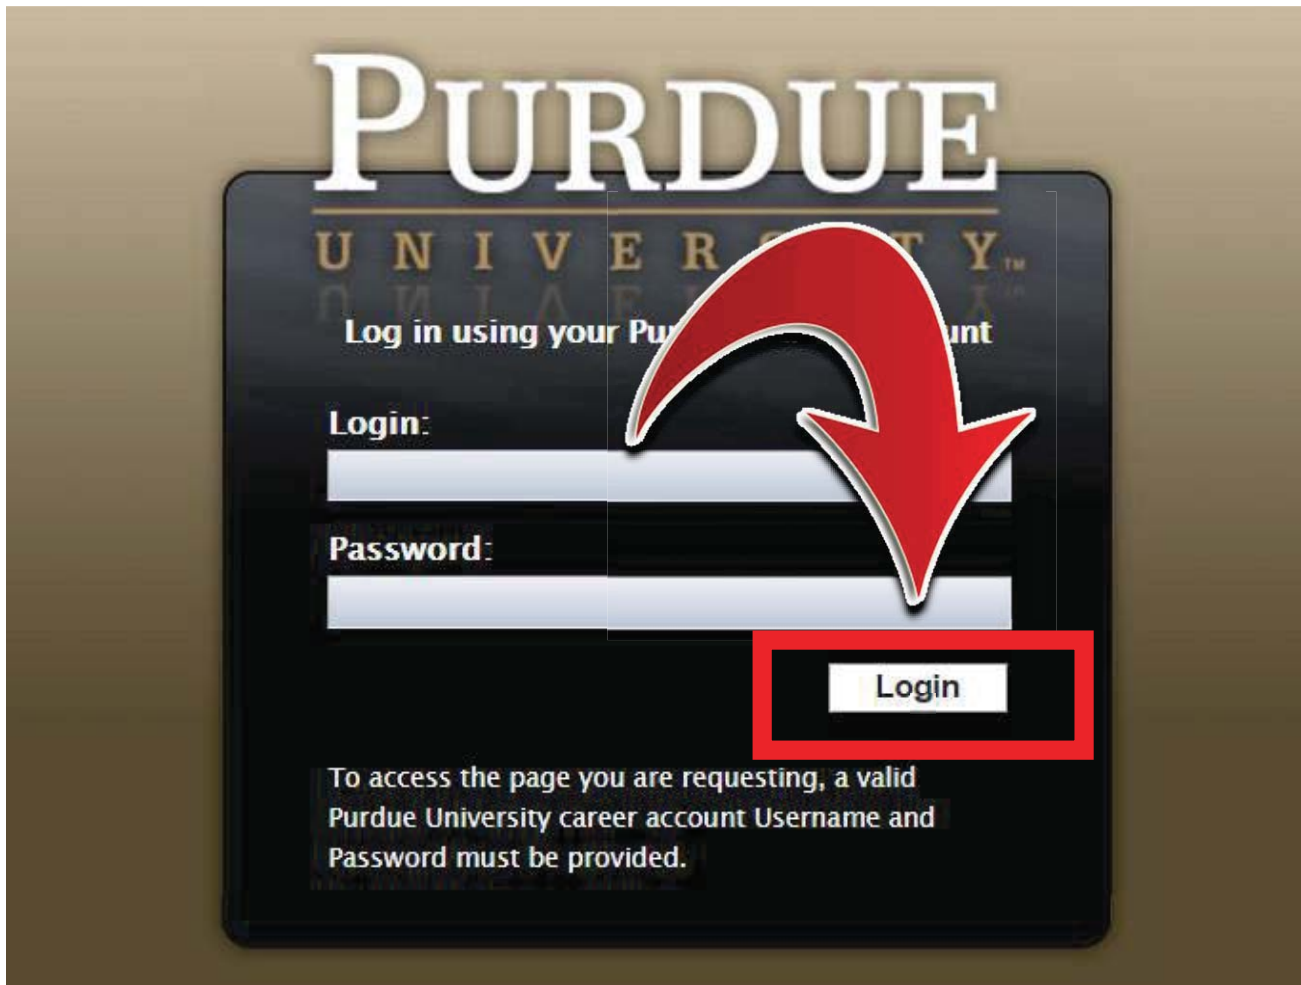 PURDUE
UNIVERSITY™
Log in using your unt
Login:
Password:
Login
To access the page you are requesting, a valid
Purdue University career account Username and
Password must be provided.